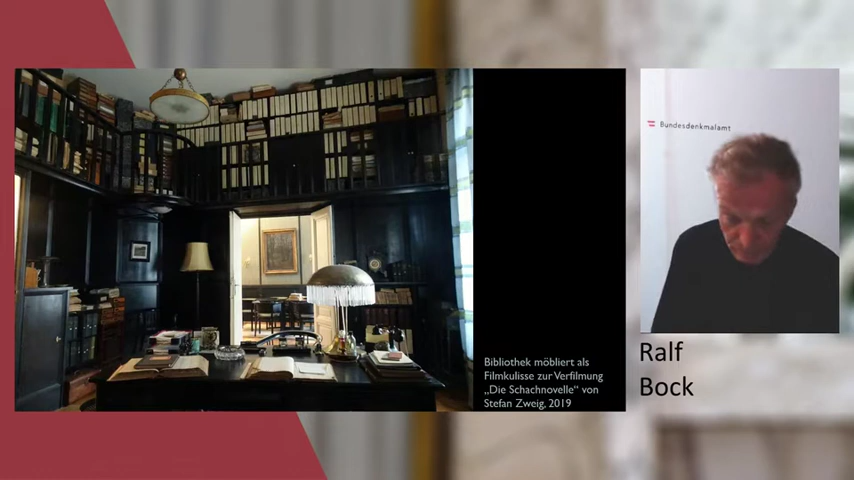 Bundesdenkmalamt
Bibliothek möbliert als
Filmkulisse zur Verfilmung
„Die Schachnovelle“ von
Stefan Zweig, 2019
Ralf
Bock